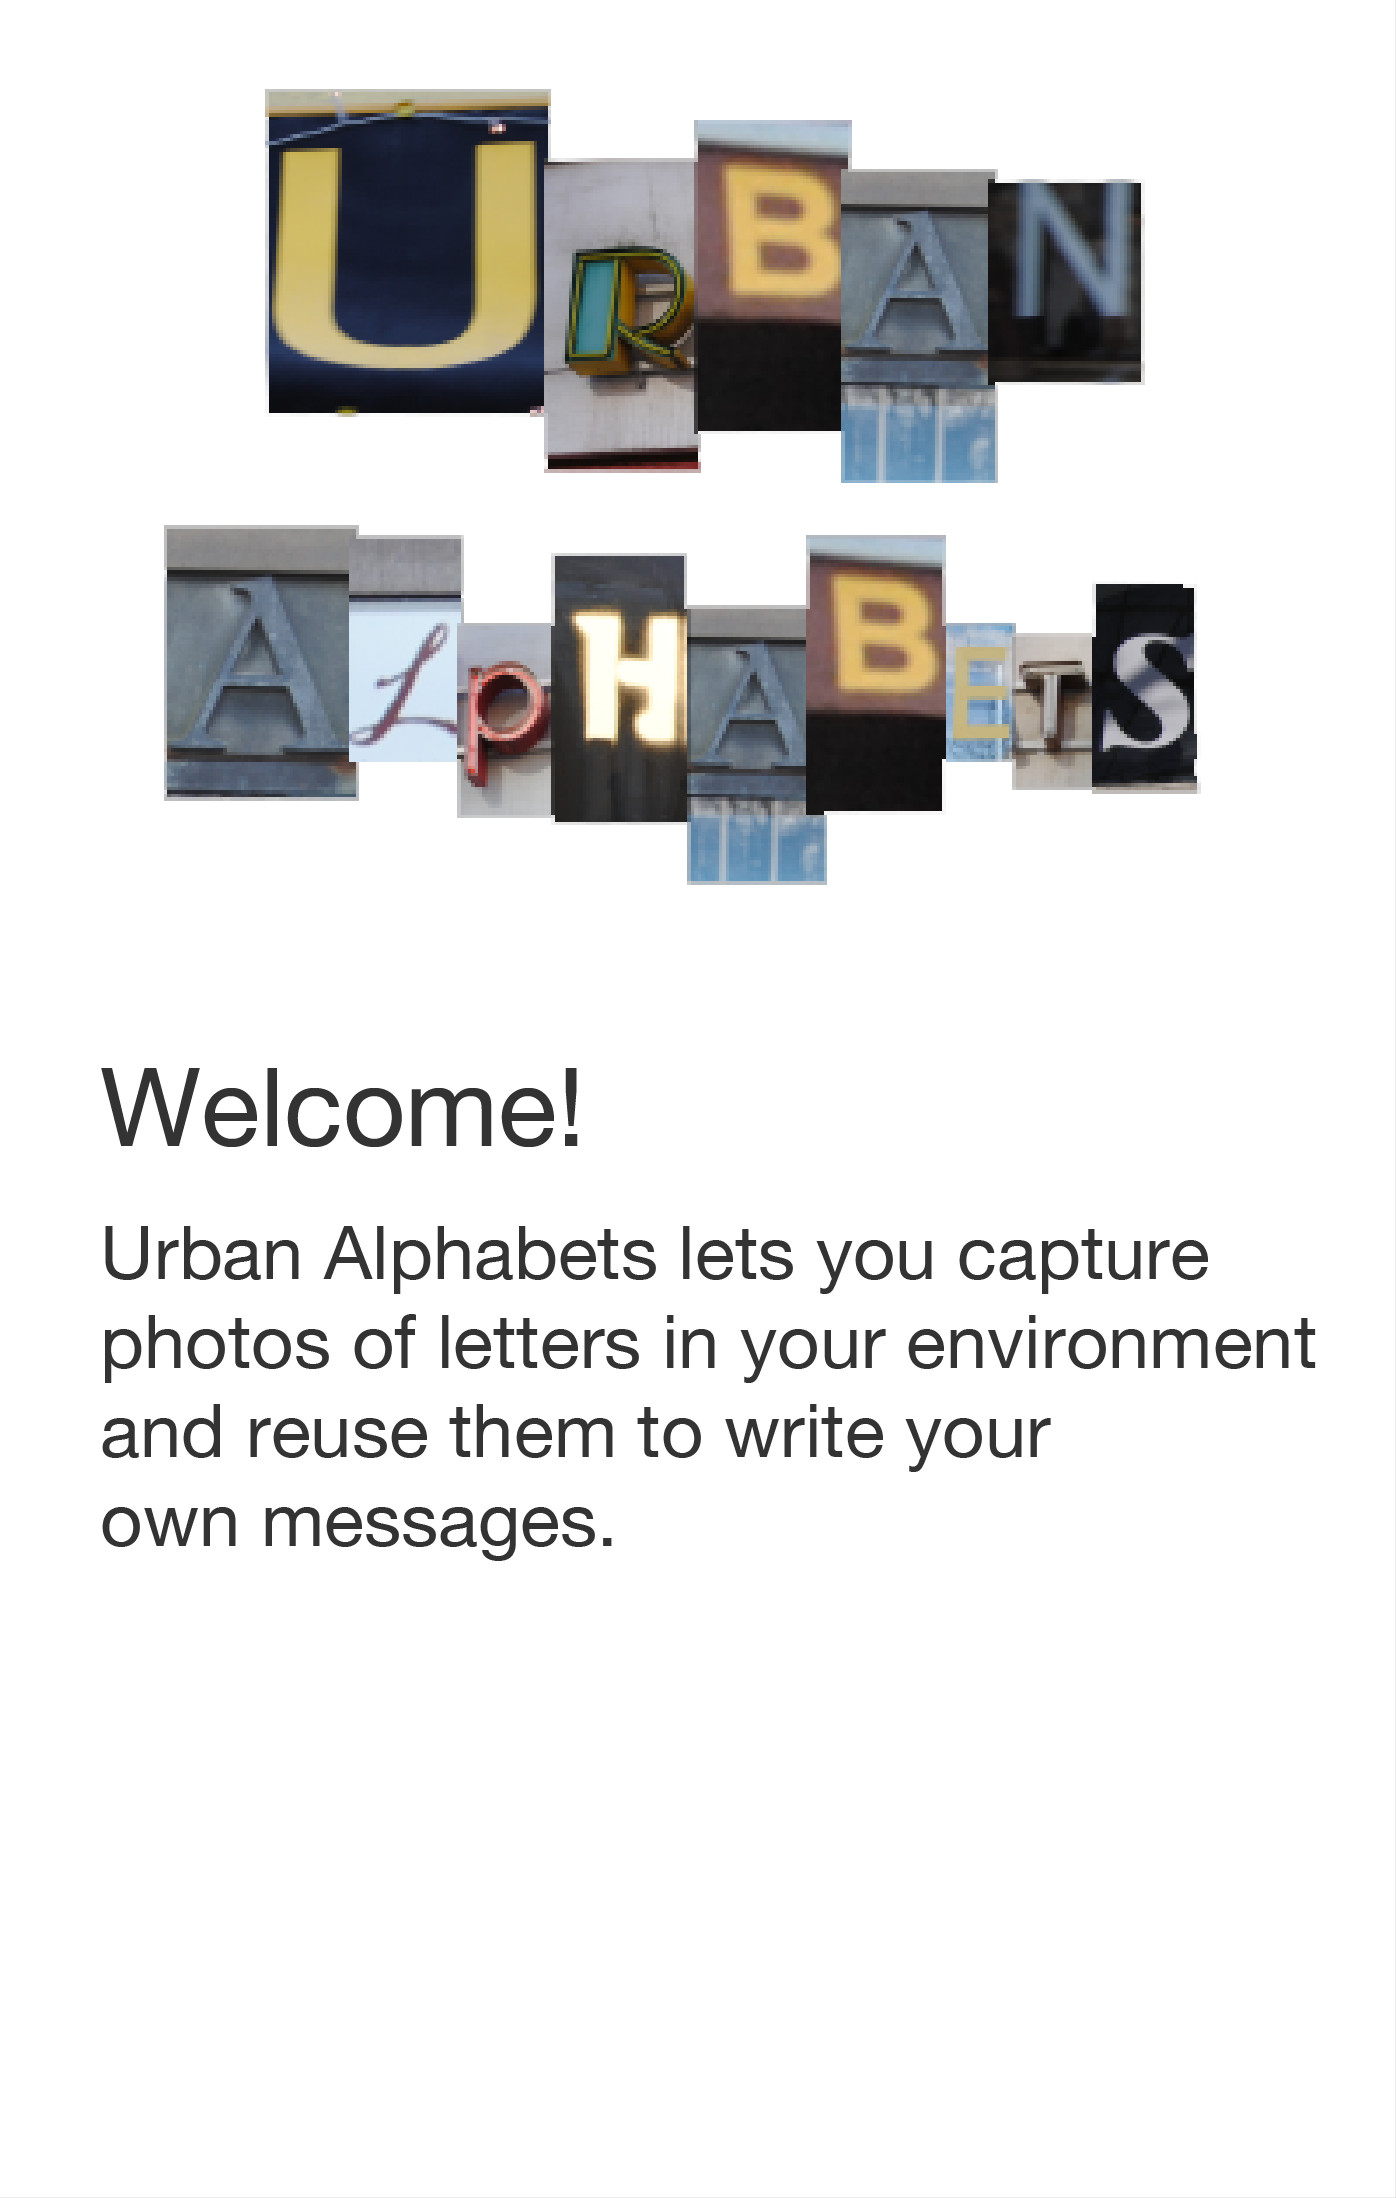 URBAN
ALpHABETS
Welcome!
Urban Alphabets lets you capture
photos of letters in your environment
and reuse them to write your
own messages.